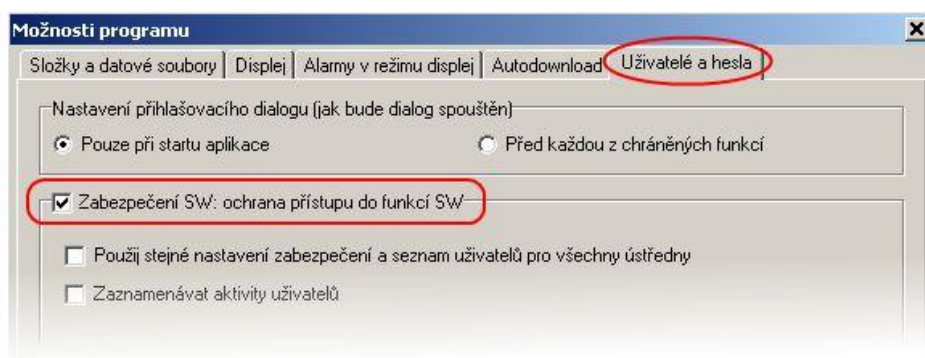 Možnosti programu
Složky a datové soubory Displej Alarmy v režimu displej Autodownload Uživatelé a hesla
Nastavení přihlašovacího dialogu (jak bude dialog spouštěn)
Pouze při startu aplikace Před každou z chráněných funkcí
Zabezpečení SW: ochrana přístupu do funkcí SW
Použij stejné nastavení zabezpečení a seznam uživatelů pro všechny ústředny
Zaznamenávat aktivity uživatelů